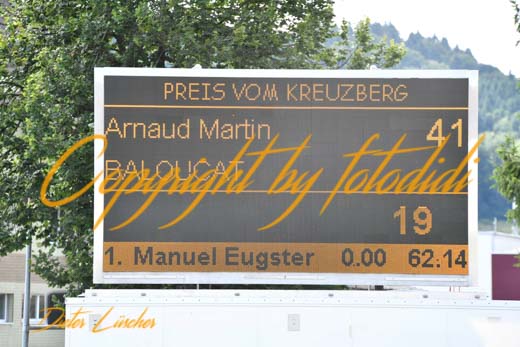 PREIS VOM KREUZBERG
Arnaud Martin 41
BALOUCAT
Copyright by fotodidi
19
1. Manuel Eugster 0.00 62:14
Dieter Lüscher